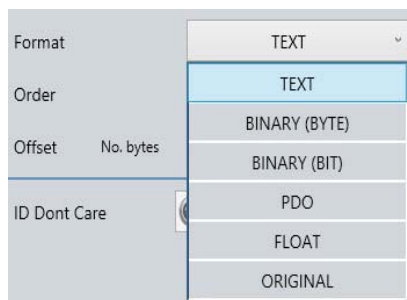 Format TEXT
TEXT
Order
BINARY (BYTE)
Offset No. bytes
BINARY (BIT)
PDO
ID Dont Care
FLOAT
ORIGINAL